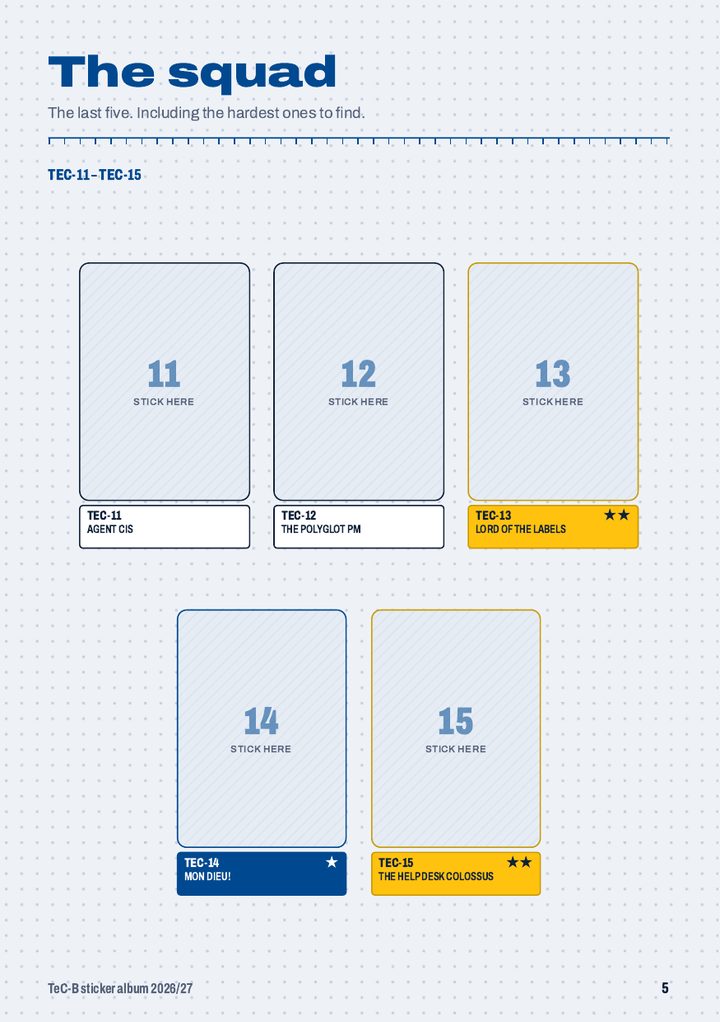 The squad
The last five. Including the hardest ones to find.
TEC-11–TEC-15
11
STICK HERE
12
STICK HERE
13
STICK HERE
TEC-11
AGENT CIS
TEC-12
THE POLYGLOT PM
TEC-13 ★★
LORD OF THE LABELS
14
STICK HERE
15
STICK HERE
TEC-14 ★
MON DIEU!
TEC-15 ★★
THE HELPDESK COLOSSUS
TeC-B sticker album 2026/27
5